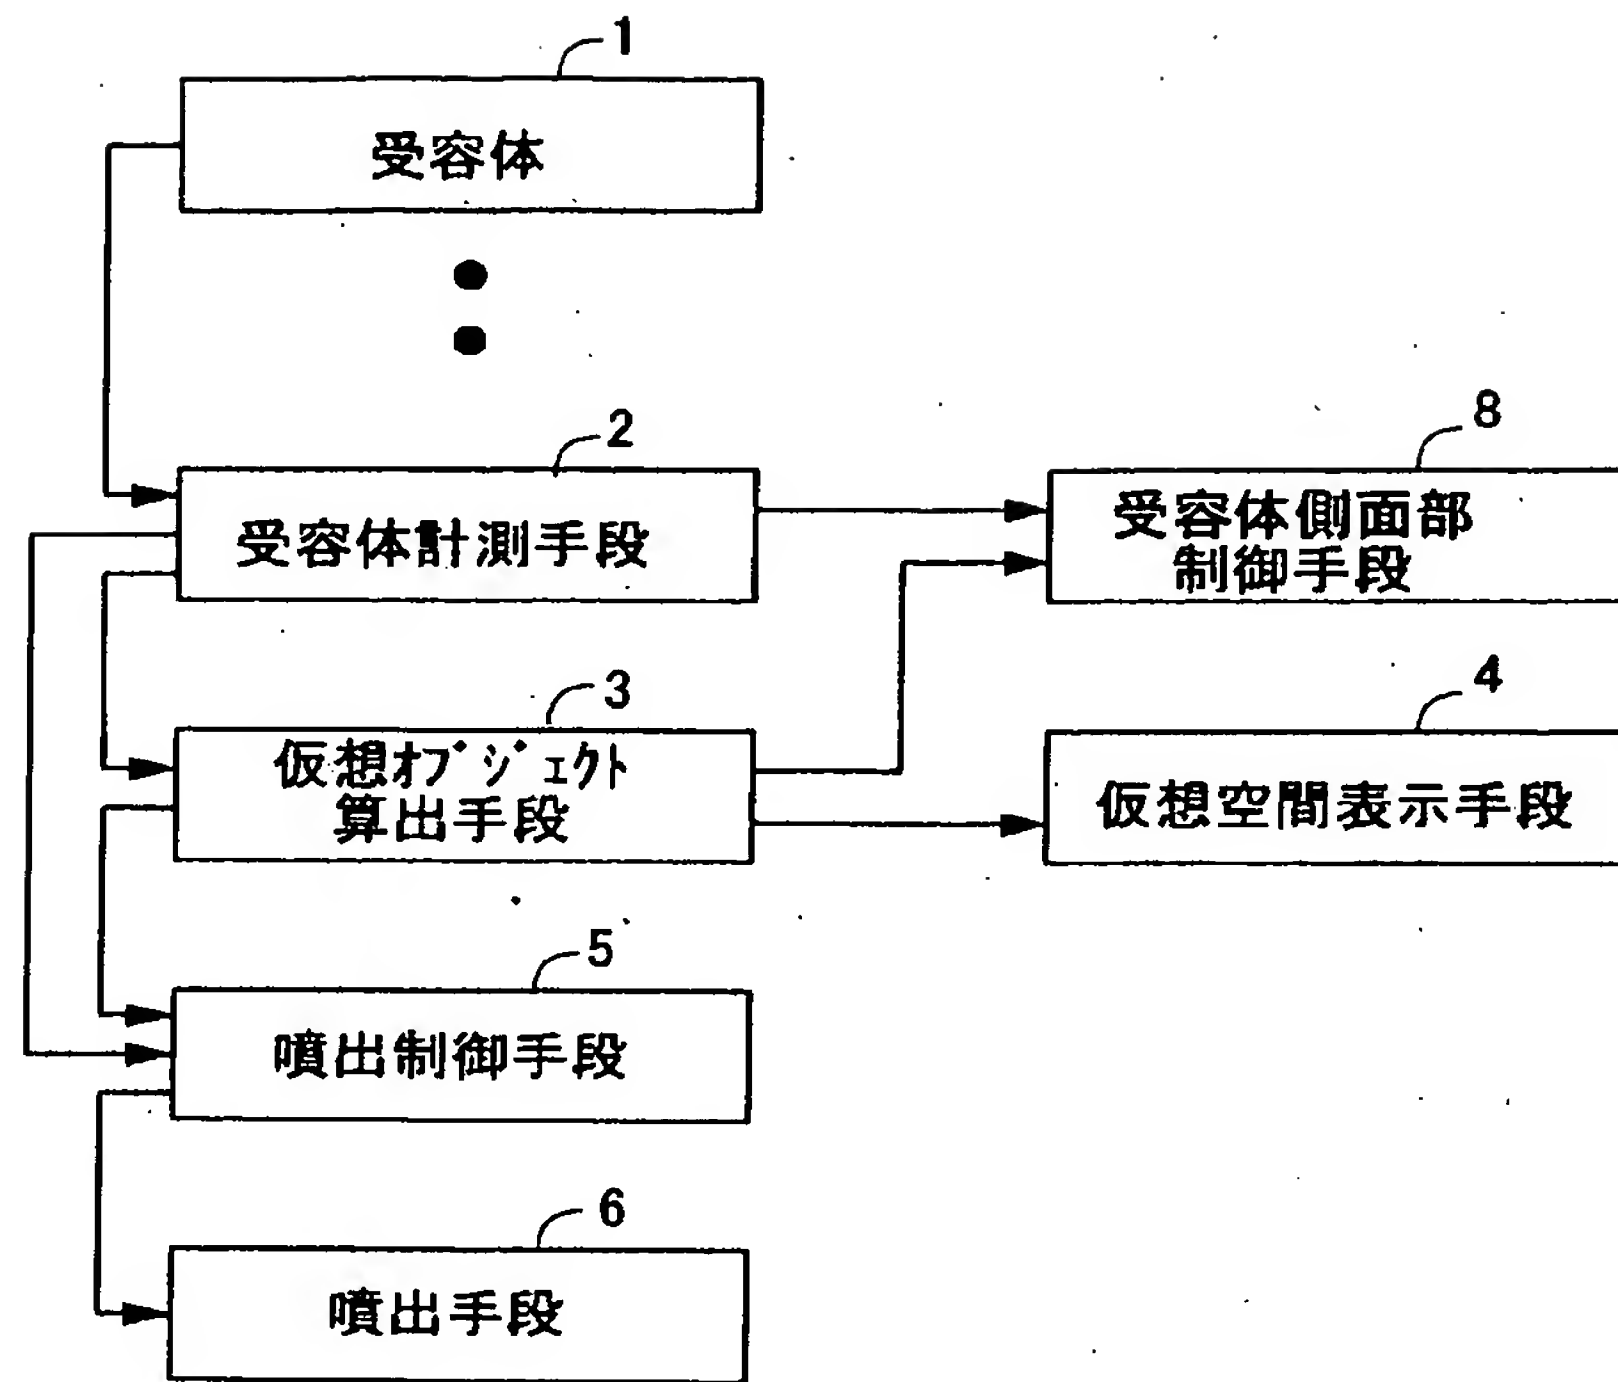 1
受容体
2
受容体計測手段
8
受容体側面部
制御手段
3
仮想ｵﾌﾞｼﾞｪｸﾄ
算出手段
4
仮想空間表示手段
5
噴出制御手段
6
噴出手段